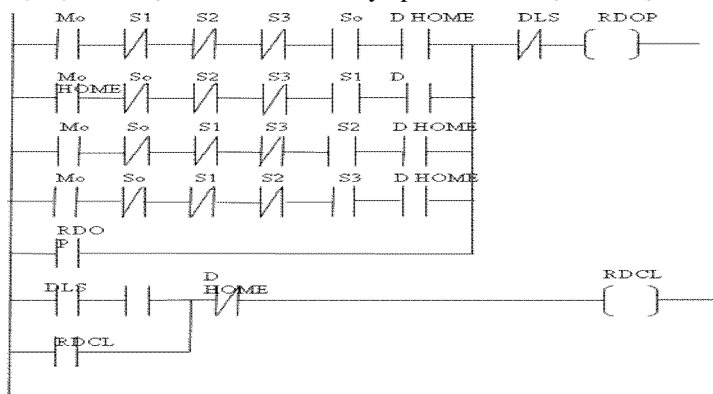 Mo S1 S2 S3 So D HOME DLS RDOP
Mo So S2 S3 S1 D
HOME
Mo So S1 S3 S2 D HOME
Mo So S1 S2 S3 D HOME
RDO
P
D
DLS HOME RDCL
RDCL